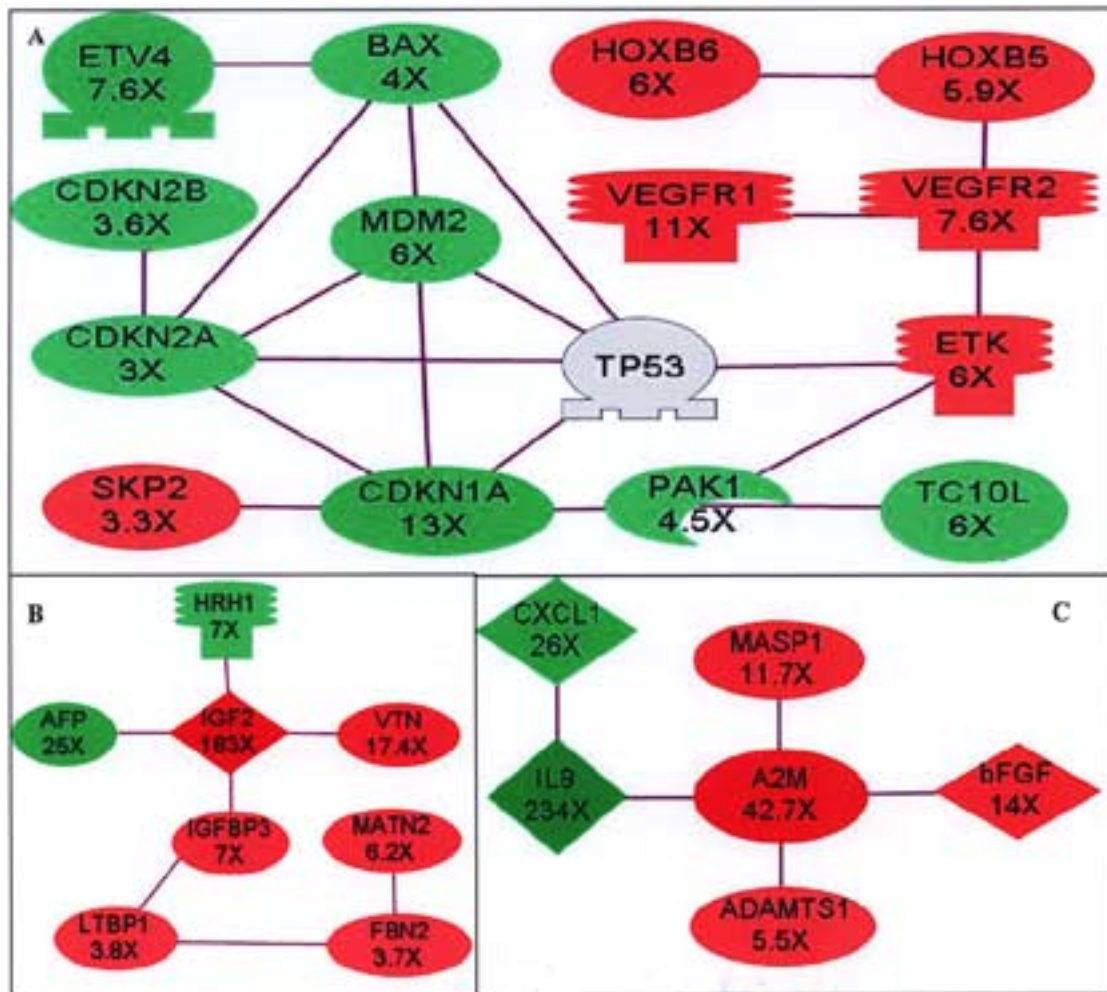 A
ETV4
7.6X
BAX
4X
HOXB6
6X
HOXB5
5.9X
CDKN2B
3.6X
MDM2
6X
VEGFR1
11X
VEGFR2
7.6X
CDKN2A
3X
TP53
ETK
6X
SKP2
3.3X
CDKN1A
13X
PAK1
4.5X
TC10L
6X
B
HRH1
7X
AFP
25X
IGF2
183X
VTN
17.4X
IGFBP3
7X
MATN2
6.2X
LTBP1
3.8X
FBN2
3.7X
C
CXCL1
26X
MASP1
11.7X
IL8
234X
A2M
42.7X
bFGF
14X
ADAMTS1
5.5X